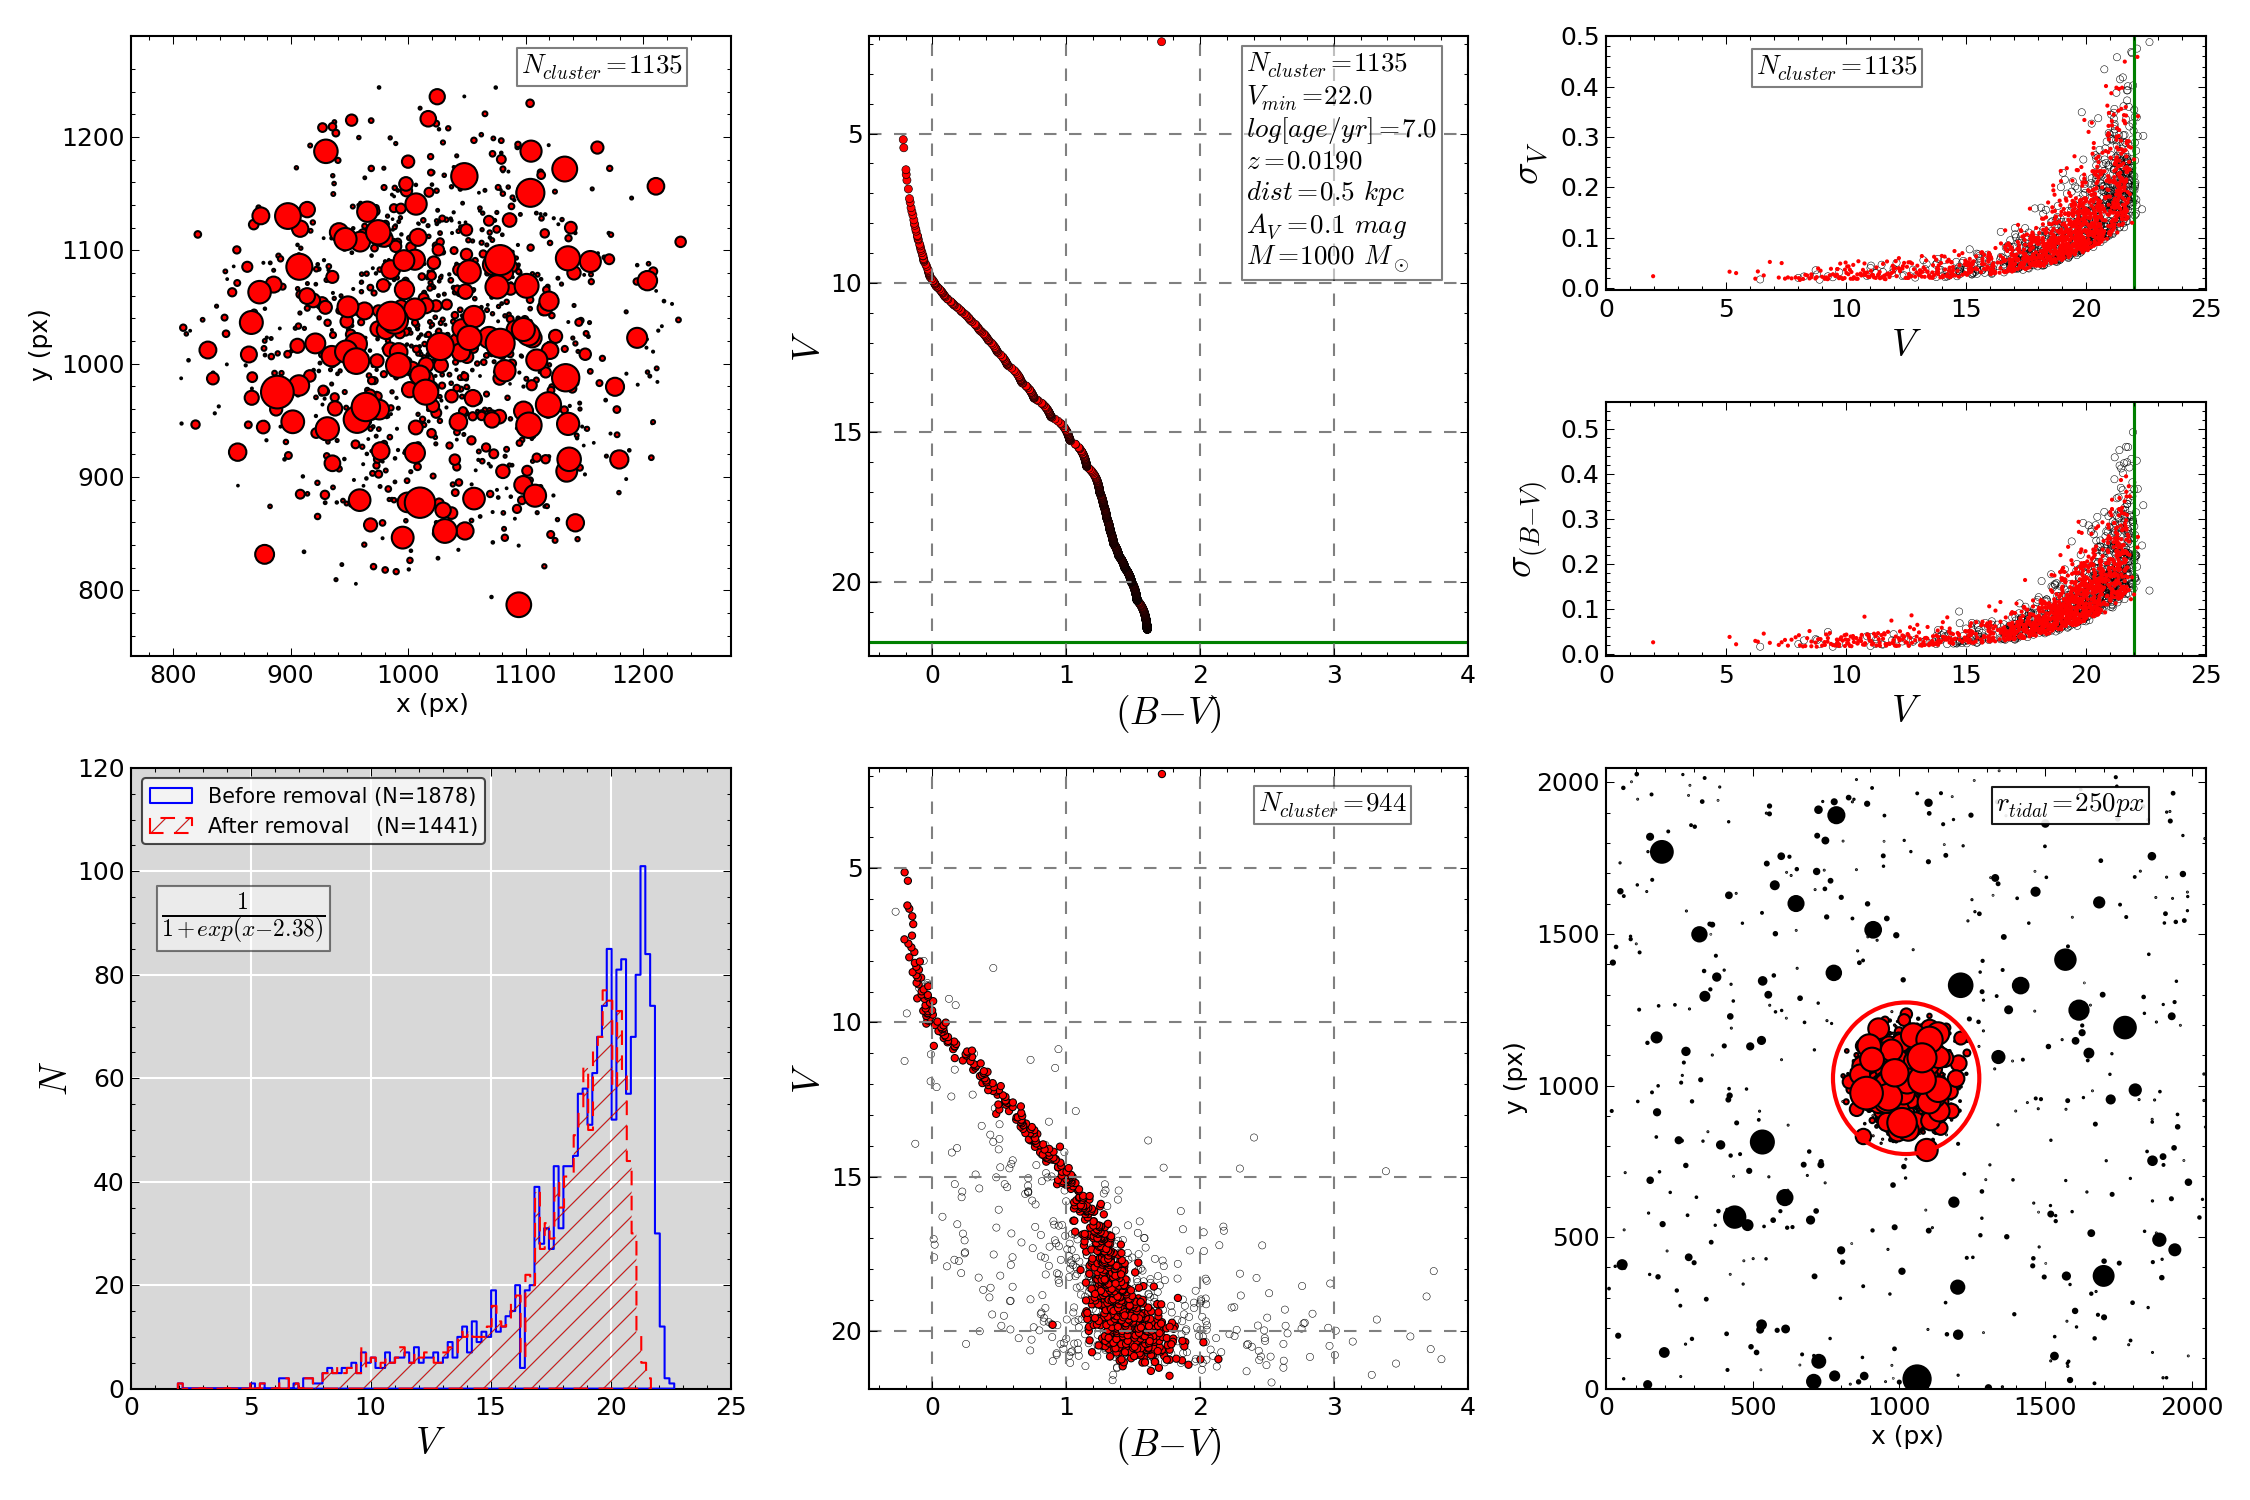 N_cluster=1135
1200
1100
1000
900
800
y (px)
800 900 1000 1100 1200
x (px)
N_cluster=1135
V_min=22.0
log[age/yr]=7.0
z=0.0190
dist=0.5 kpc
A_V=0.1 mag
M=1000 M_⊙
5
10
15
20
V
0 1 2 3 4
(B−V)
N_cluster=1135
0.5
0.4
0.3
0.2
0.1
0.0
σ_V
0 5 10 15 20 25
V
0.5
0.4
0.3
0.2
0.1
0.0
σ_(B−V)
0 5 10 15 20 25
V
Before removal (N=1878)
After removal (N=1441)
1
1+exp(x−2.38)
120
100
80
60
40
20
0
N
0 5 10 15 20 25
V
N_cluster=944
5
10
15
20
V
0 1 2 3 4
(B−V)
r_tidal=250px
2000
1500
1000
500
0
y (px)
0 500 1000 1500 2000
x (px)